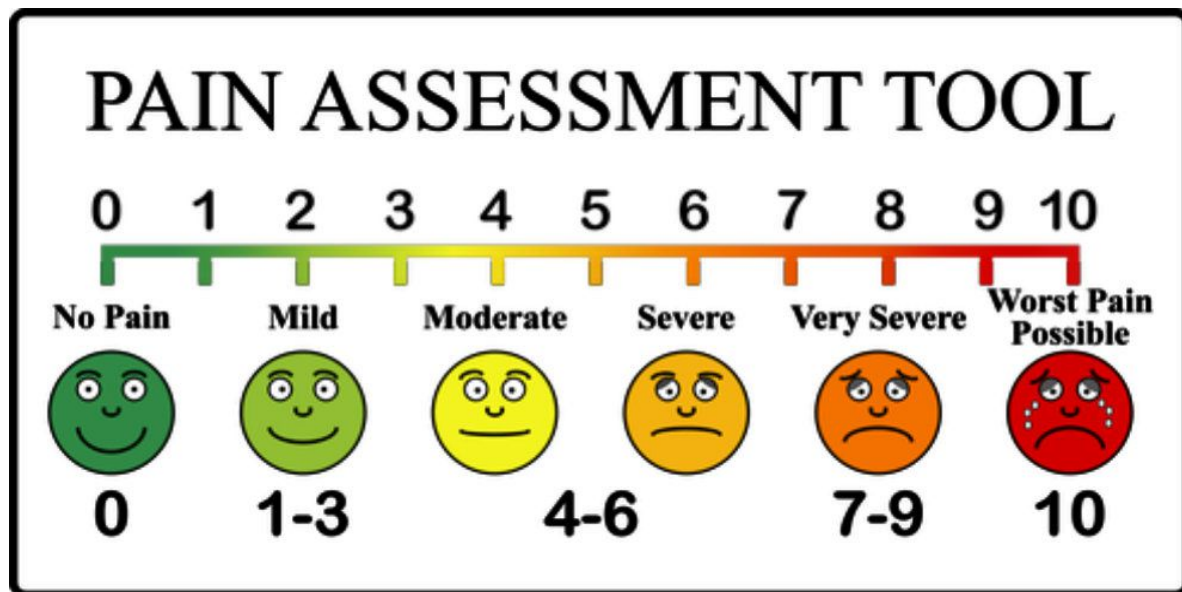 PAIN ASSESSMENT TOOL
0 1 2 3 4 5 6 7 8 9 10
No Pain Mild Moderate Severe Very Severe Worst Pain Possible
0 1-3 4-6 7-9 10